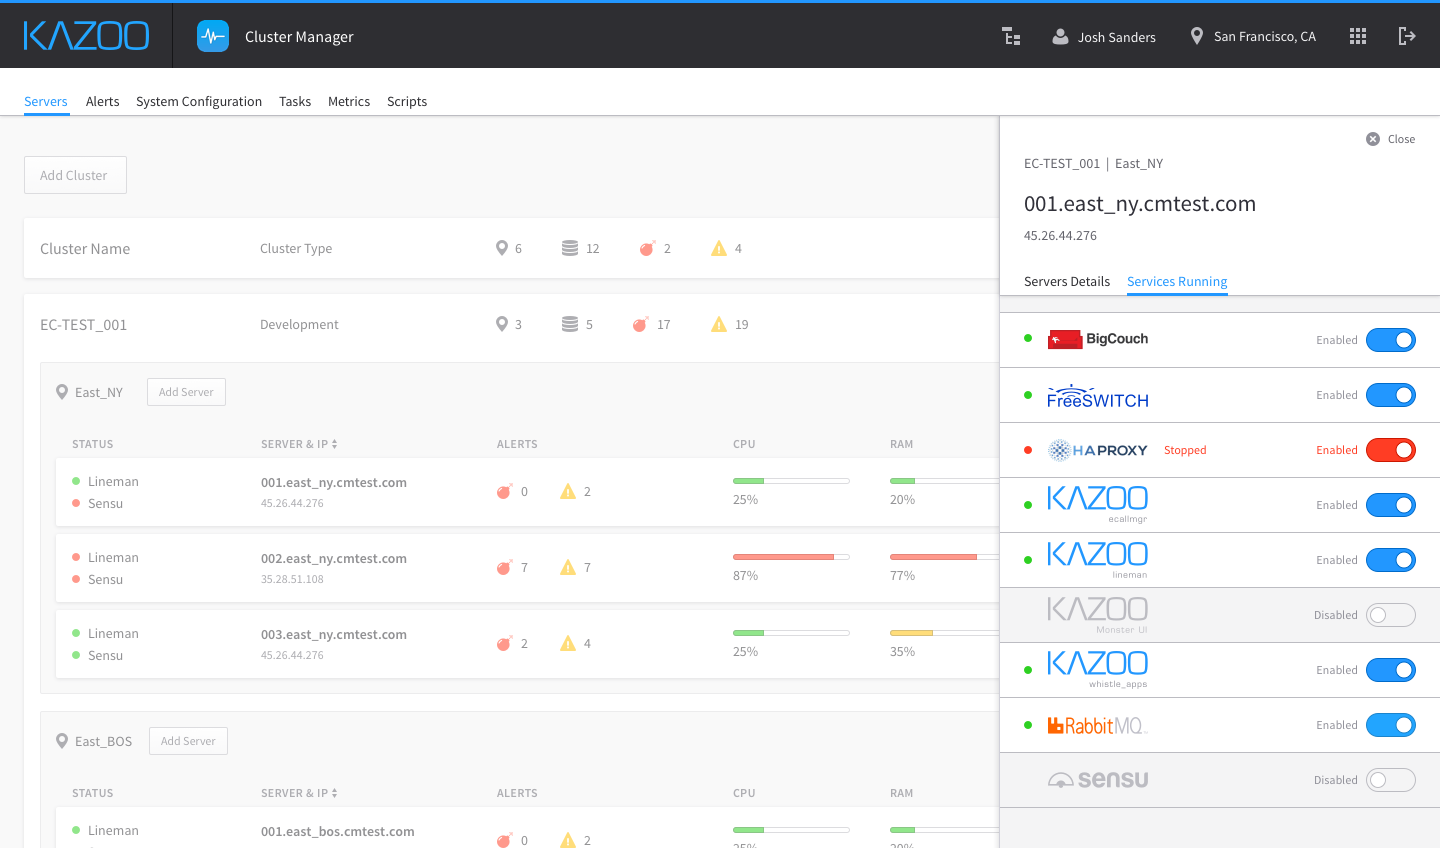 KAZOO Cluster Manager Josh Sanders San Francisco, CA
Servers Alerts System Configuration Tasks Metrics Scripts
Add Cluster
Cluster Name Cluster Type 6 12 2 4
EC-TEST_001 Development 3 5 17 19
East_NY Add Server
STATUS SERVER & IP ALERTS CPU RAM
Lineman 001.east_ny.cmtest.com 0 2
Sensu 45.26.44.276 25% 20%
Lineman 002.east_ny.cmtest.com 7 7
Sensu 35.28.51.108 87% 77%
Lineman 003.east_ny.cmtest.com 2 4
Sensu 45.26.44.276 25% 35%
East_BOS Add Server
STATUS SERVER & IP ALERTS CPU RAM
Lineman 001.east_bos.cmtest.com 0 2
Close
EC-TEST_001 | East_NY
001.east_ny.cmtest.com
45.26.44.276
Servers Details Services Running
BigCouch Enabled
FreeSWITCH Enabled
HAPROXY Stopped Enabled
KAZOO Enabled
ecallmgr
KAZOO Enabled
lineman
KAZOO Disabled
Monster UI
KAZOO Enabled
whistle_apps
RabbitMQ Enabled
sensu Disabled